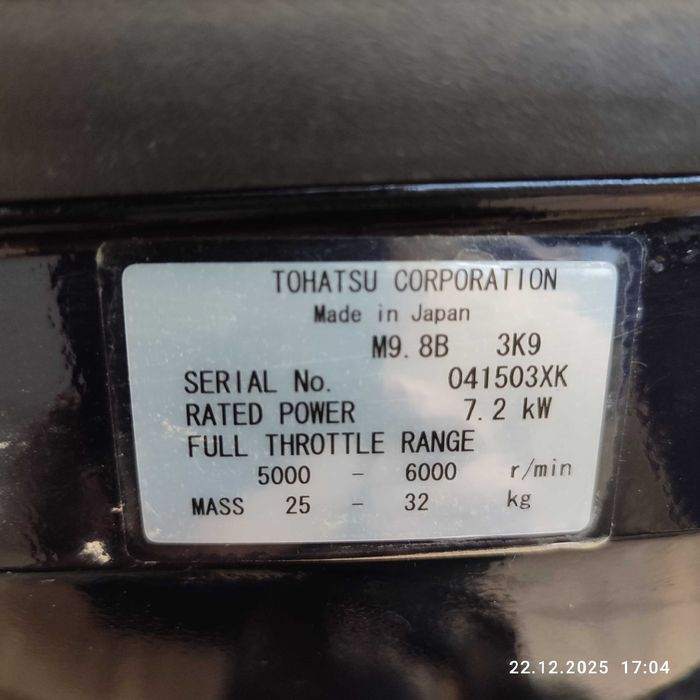 TOHATSU CORPORATION
Made in Japan
M9.8B 3K9
SERIAL No. 041503XK
RATED POWER 7.2 kW
FULL THROTTLE RANGE
5000 - 6000 r/min
MASS 25 - 32 kg
22.12.2025 17:04